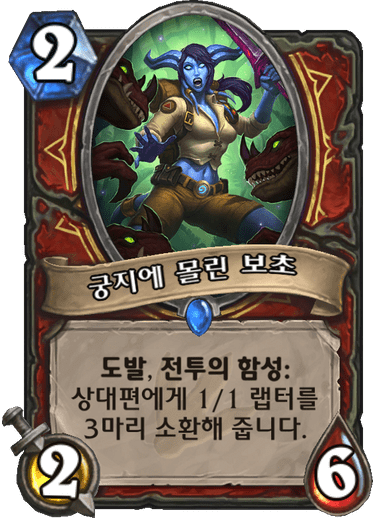 2
궁지에 몰린 보초
도발, 전투의 함성:
상대편에게 1/1 랩터를
3마리 소환해 줍니다.
2
6